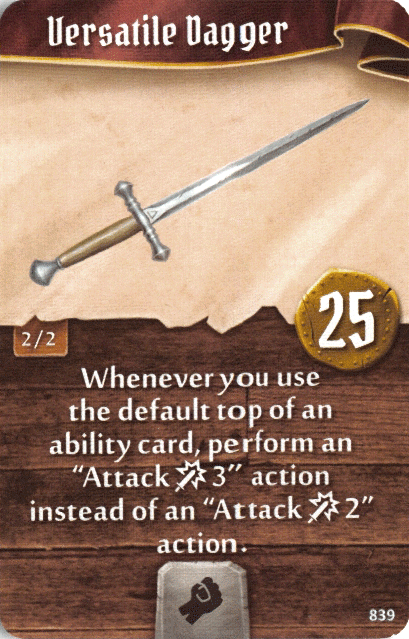 Versatile Dagger
25
2/2
Whenever you use
the default top of an
ability card, perform an
“Attack 3” action
instead of an “Attack 2”
action.
839